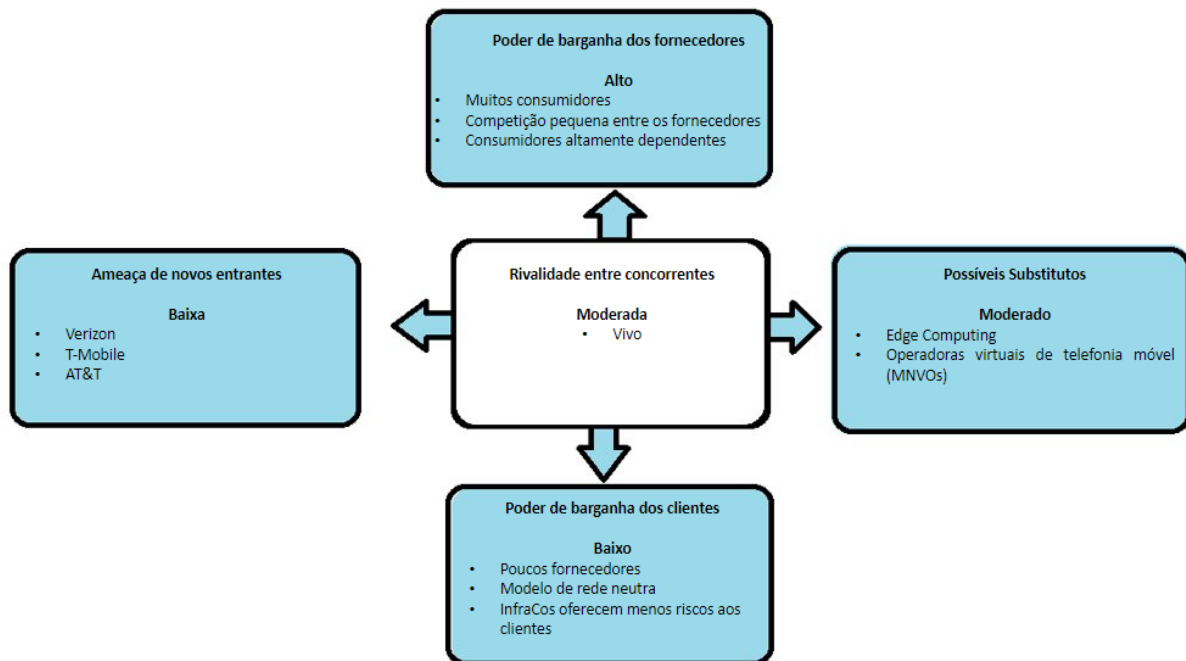 Poder de barganha dos fornecedores
Alto
• Muitos consumidores
• Competição pequena entre os fornecedores
• Consumidores altamente dependentes
Ameaça de novos entrantes
Baixa
• Verizon
• T-Mobile
• AT&T
Rivalidade entre concorrentes
Moderada
• Vivo
Possíveis Substitutos
Moderado
• Edge Computing
• Operadoras virtuais de telefonia móvel
(MNVOs)
Poder de barganha dos clientes
Baixo
• Poucos fornecedores
• Modelo de rede neutra
• InfraCos oferecem menos riscos aos
clientes